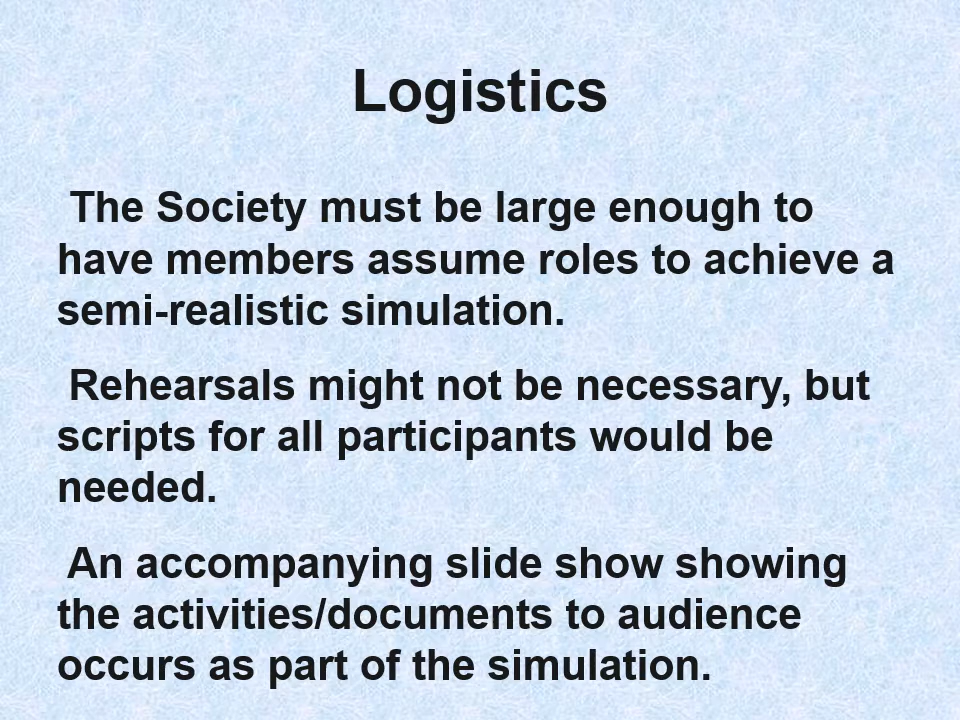 Logistics
The Society must be large enough to
have members assume roles to achieve a
semi-realistic simulation.
Rehearsals might not be necessary, but
scripts for all participants would be
needed.
An accompanying slide show showing
the activities/documents to audience
occurs as part of the simulation.